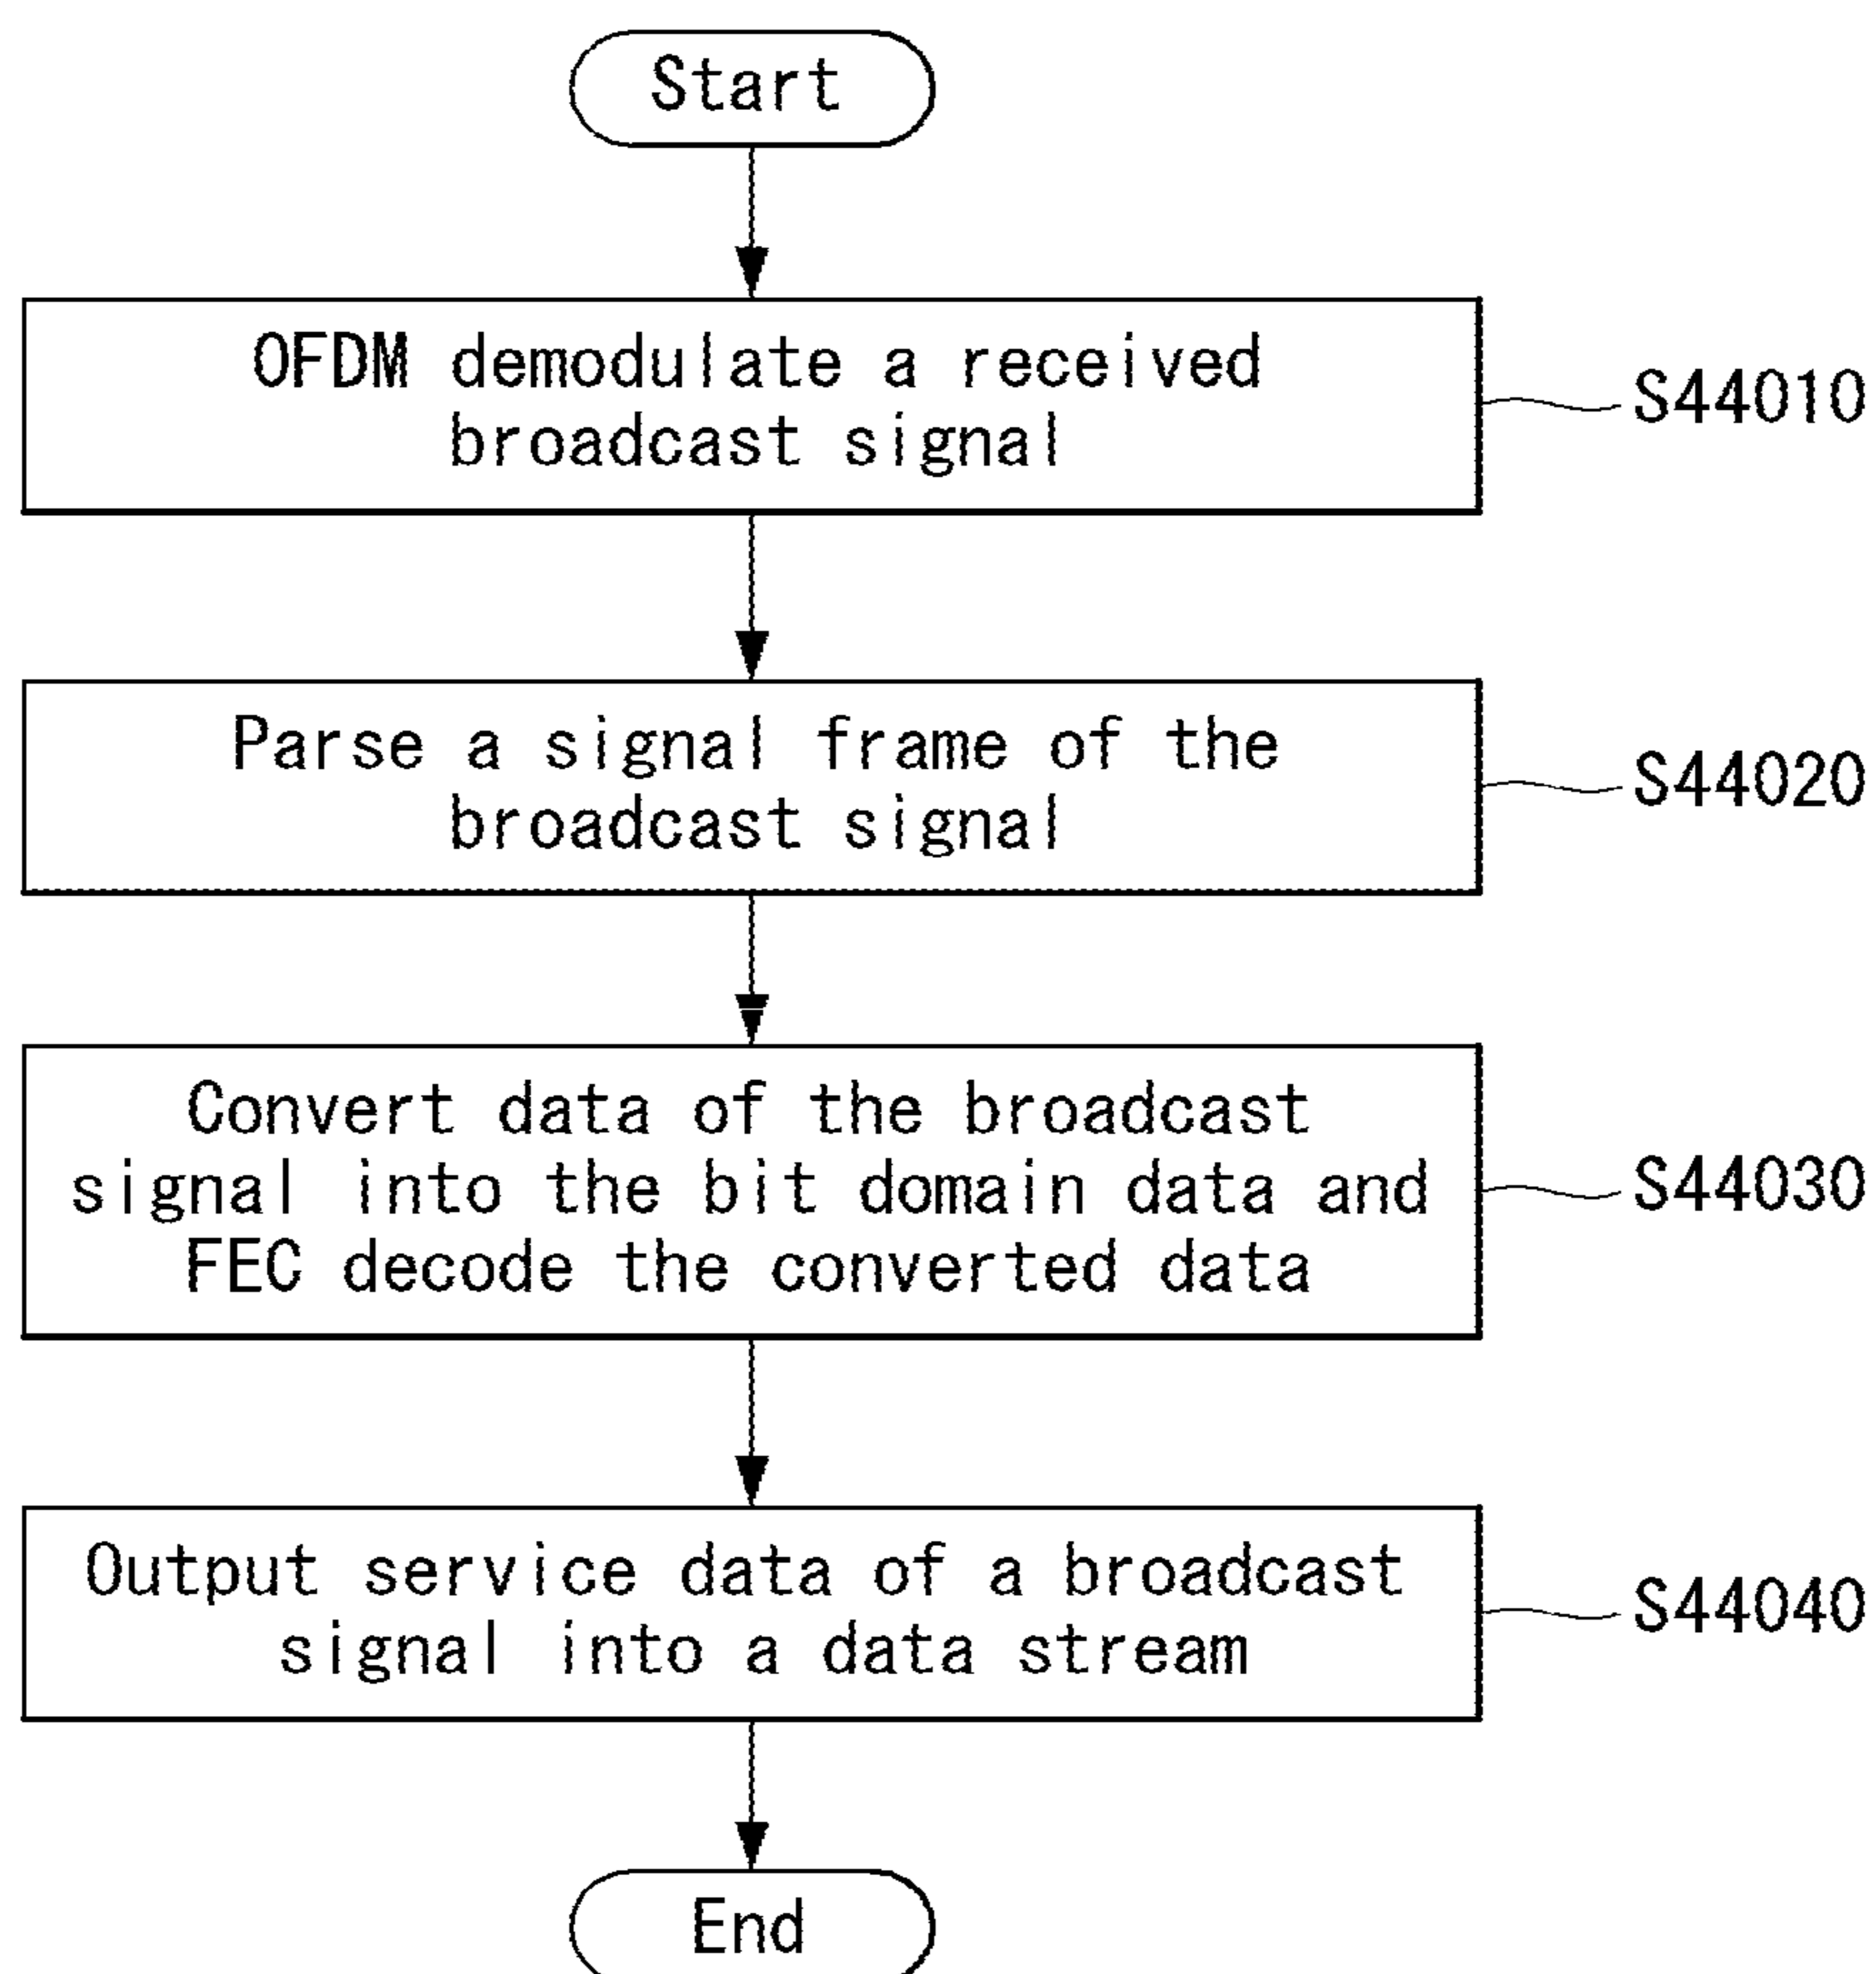 Start
OFDM demodulate a received
broadcast signal
S44010
Parse a signal frame of the
broadcast signal
S44020
Convert data of the broadcast
signal into the bit domain data and
FEC decode the converted data
S44030
Output service data of a broadcast
signal into a data stream
S44040
End